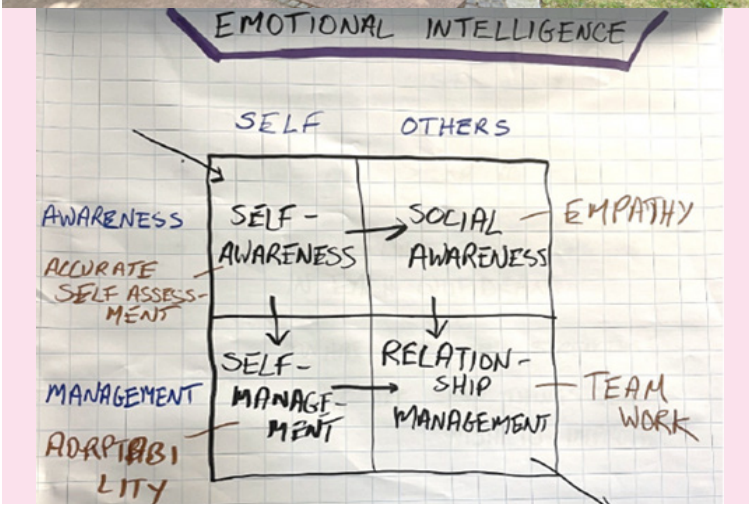 EMOTIONAL INTELLIGENCE
SELF OTHERS
AWARENESS
SELF-
AWARENESS
SOCIAL
AWARENESS
EMPATHY
ACCURATE
SELF ASSESS-
MENT
MANAGEMENT
SELF-
MANAGE-
MENT
RELATION-
SHIP
MANAGEMENT
TEAM
WORK
ADAPTABI
LITY